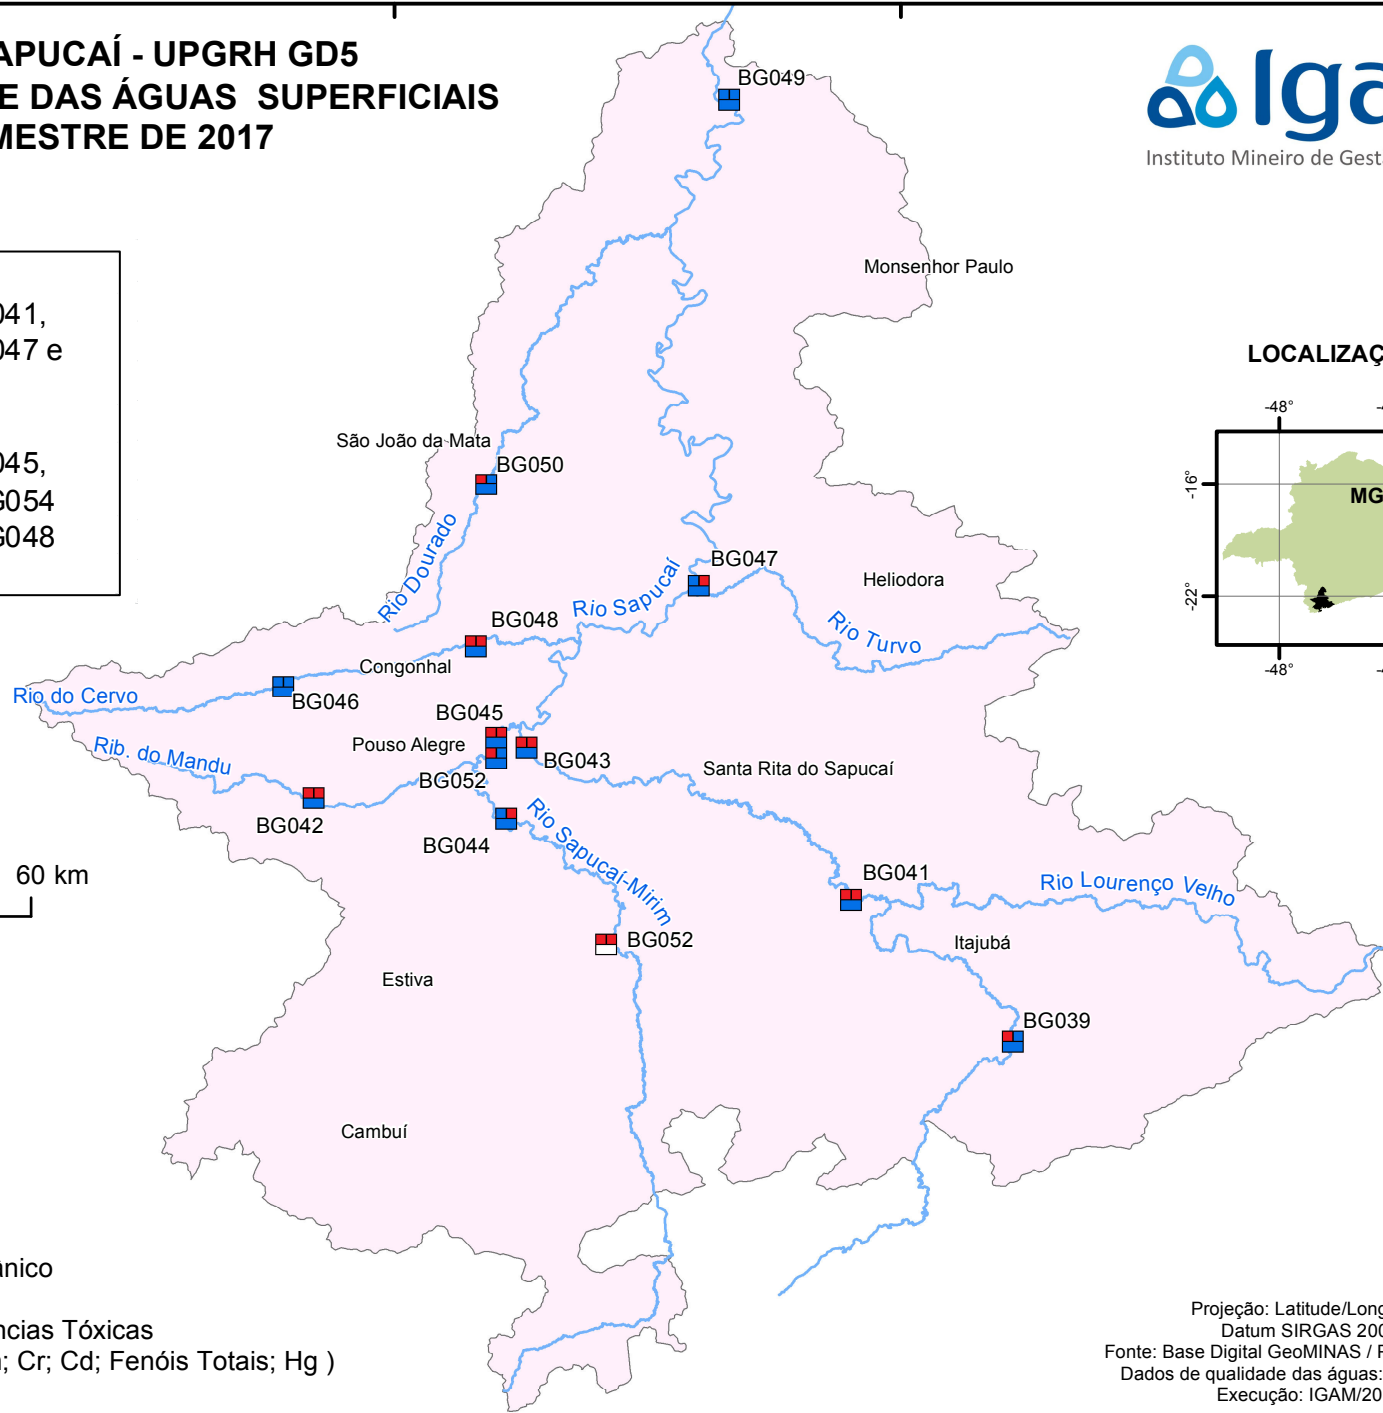 APUCAÍ - UPGRH GD5
E DAS ÁGUAS SUPERFICIAIS
MESTRE DE 2017
Iga
Instituto Mineiro de Gest
041,
047 e
045,
G054
G048
60 km
BG049
Monsenhor Paulo
São João da Mata
BG050
Rio Dourado
BG047
Rio Sapucaí
Heliodora
Rio Turvo
BG048
Congonhal
Rio do Cervo
BG046
BG045
Pouso Alegre
Rib. do Mandu
BG043
BG052
Santa Rita do Sapucaí
BG042
BG044
Rio Sapucaí-Mirim
BG041
Rio Lourenço Velho
BG052
Itajubá
Estiva
BG039
Cambuí
LOCALIZAÇ
-48°
-16°
MG
-22°
-48°
ânico
ncias Tóxicas
; Cr; Cd; Fenóis Totais; Hg )
Projeção: Latitude/Long
Datum SIRGAS 200
Fonte: Base Digital GeoMINAS / P
Dados de qualidade das águas:
Execução: IGAM/20